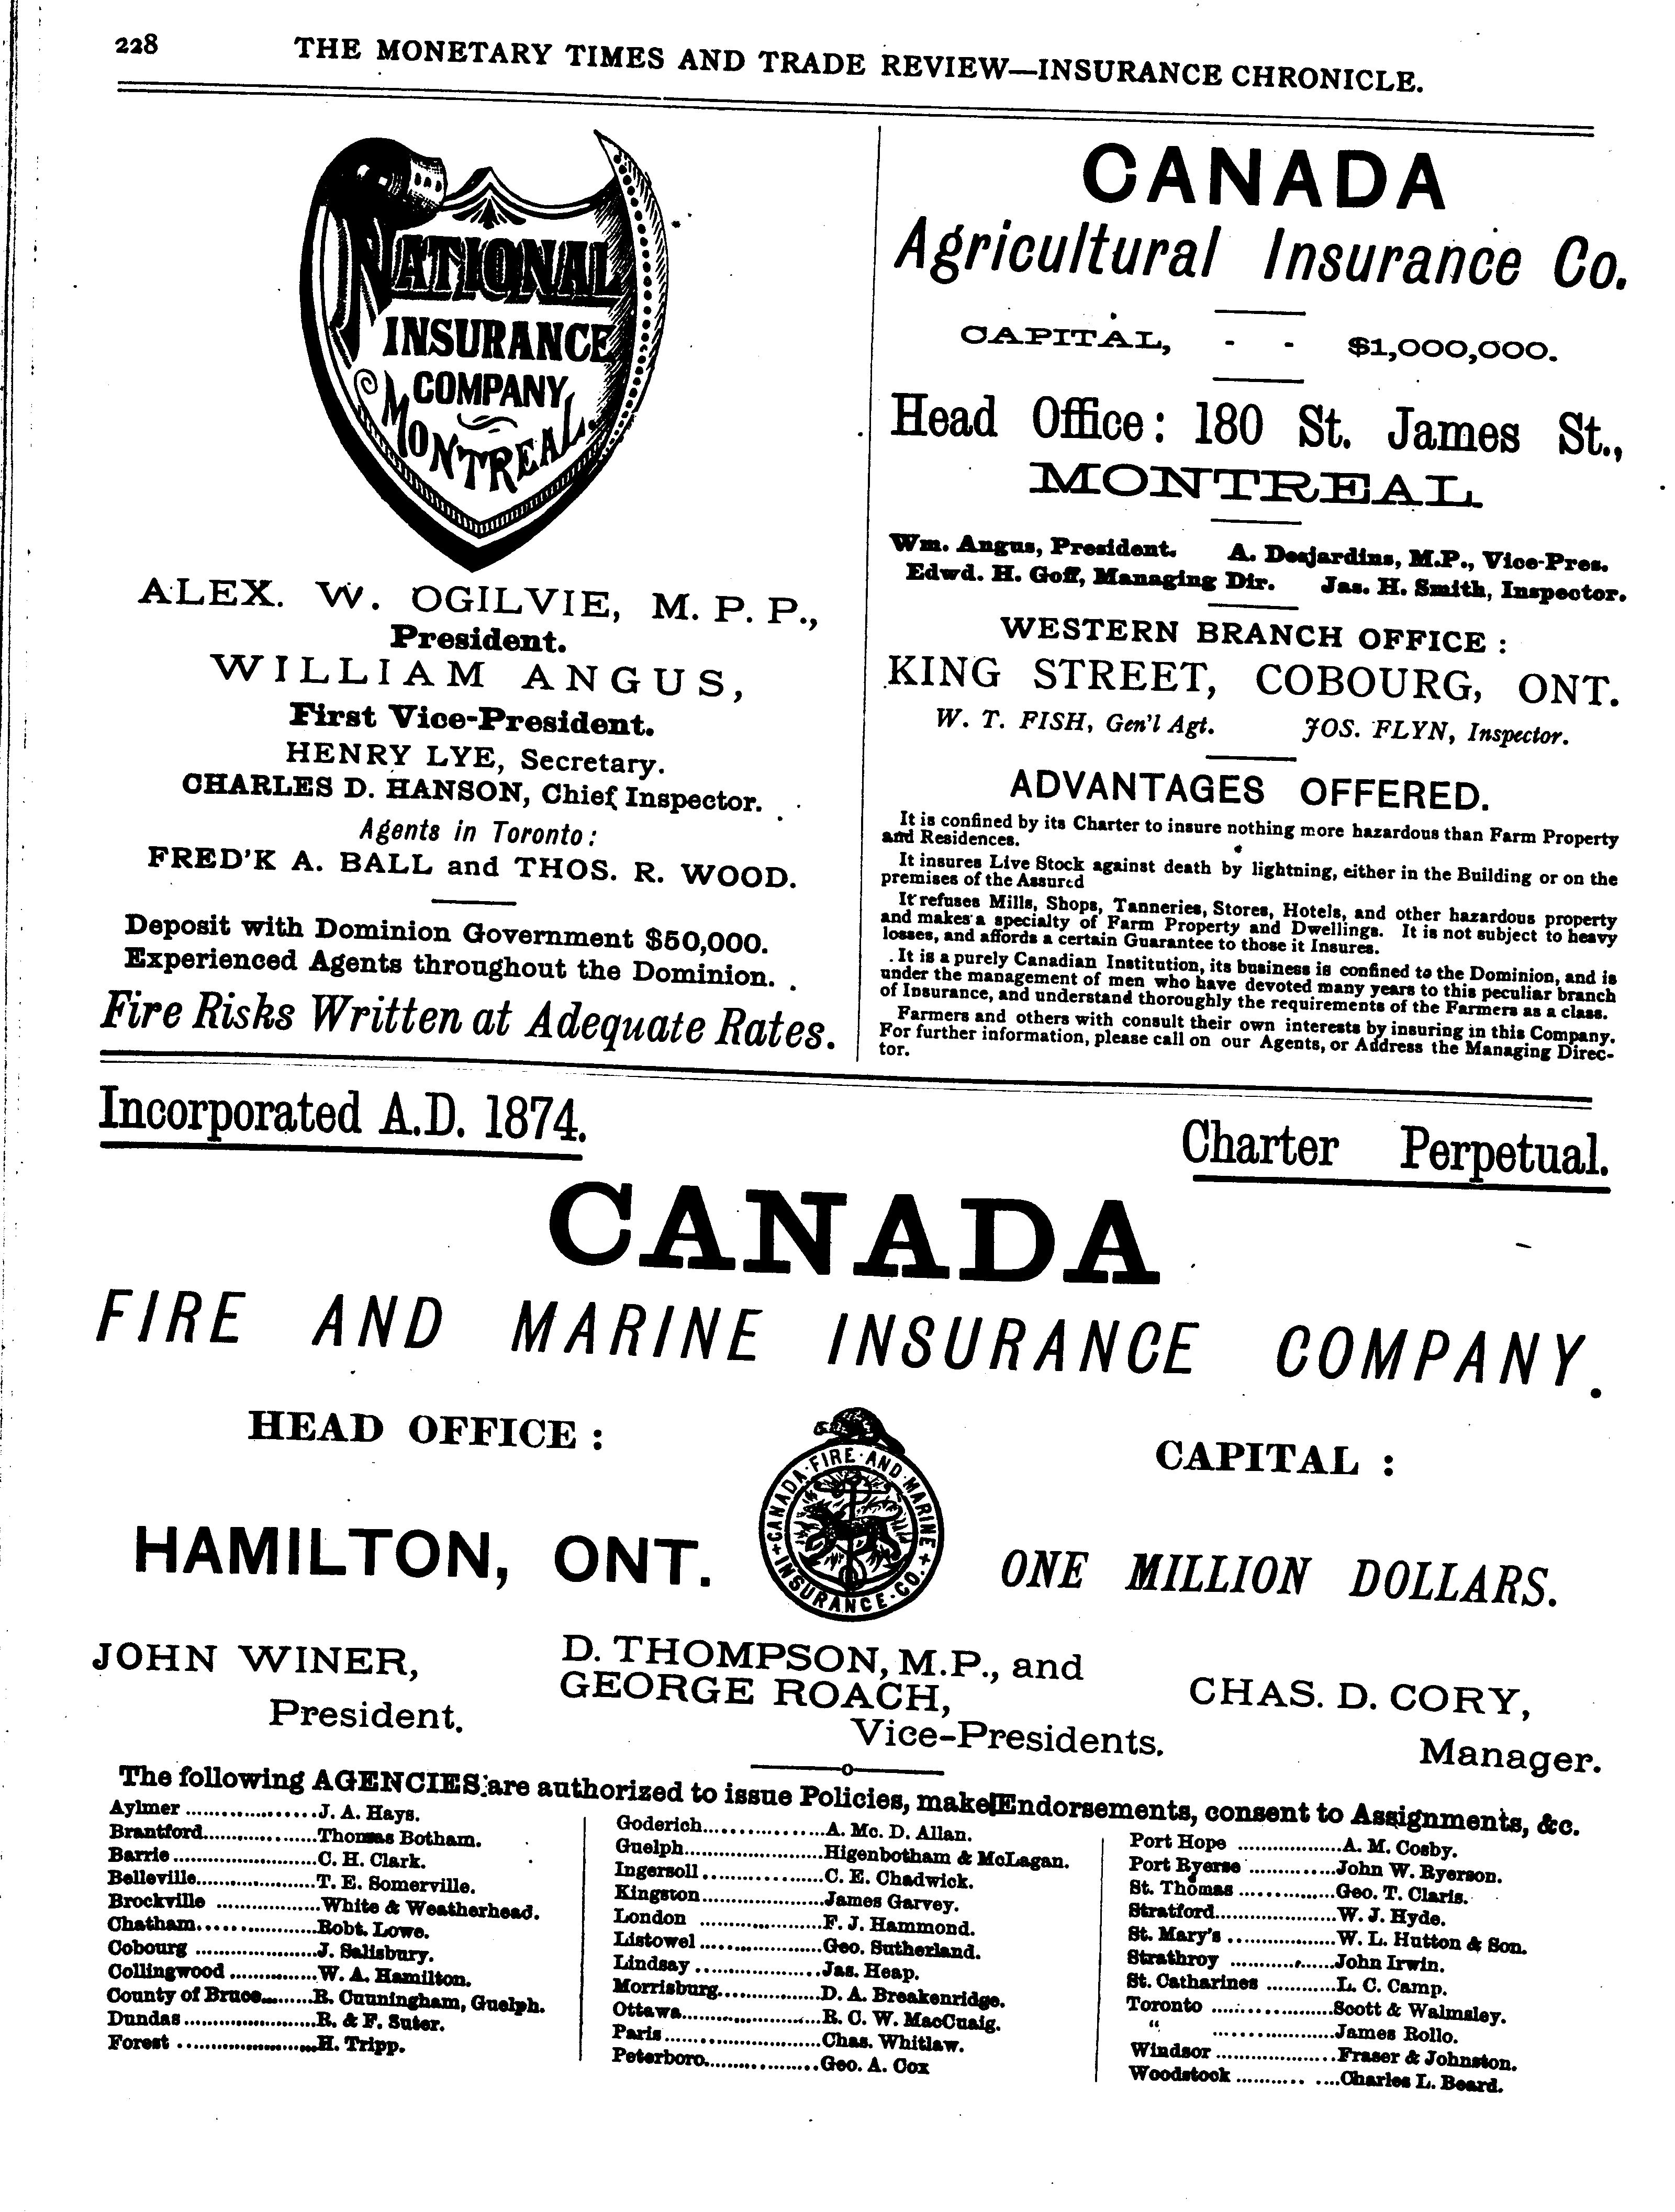 228 THE MONETARY TIMES AND TRADE REVIEW—INSURANCE CHRONICLE.
NATIONAL
INSURANCE
COMPANY
MONTREAL.
ALEX. W. OGILVIE, M. P. P.,
President.
WILLIAM ANGUS,
First Vice-President.
HENRY LYE, Secretary.
CHARLES D. HANSON, Chief Inspector.
Agents in Toronto:
FRED'K A. BALL and THOS. R. WOOD.
Deposit with Dominion Government $50,000.
Experienced Agents throughout the Dominion.
Fire Risks Written at Adequate Rates.
CANADA
Agricultural Insurance Co.
CAPITAL, - - $1,000,000.
Head Office: 180 St. James St.,
MONTREAL
Wm. Angus, President. A. Desjardins, M.P., Vice-Pres.
Edwd. H. Goff, Managing Dir. Jas. H. Smith, Inspector.
WESTERN BRANCH OFFICE :
KING STREET, COBOURG, ONT.
W. T. FISH, Gen'l Agt. JOS. FLYN, Inspector.
ADVANTAGES OFFERED.
It is confined by its Charter to insure nothing more hazardous than Farm Property
and Residences.
It insures Live Stock against death by lightning, either in the Building or on the
premises of the Assured
It refuses Mills, Shops, Tanneries, Stores, Hotels, and other hazardous property
and makes a specialty of Farm Property and Dwellings. It is not subject to heavy
losses, and affords a certain Guarantee to those it Insures.
It is a purely Canadian Institution, its business is confined to the Dominion, and is
under the management of men who have devoted many years to this peculiar branch
of Insurance, and understand thoroughly the requirements of the Farmers as a class.
Farmers and others with consult their own interests by insuring in this Company.
For further information, please call on our Agents, or Address the Managing Direc-
tor.
Incorporated A.D. 1874. Charter Perpetual.
CANADA
FIRE AND MARINE INSURANCE COMPANY.
HEAD OFFICE :
HAMILTON, ONT.
CANADA·FIRE·AND·MARINE
INSURANCE·CO.
CAPITAL :
ONE MILLION DOLLARS.
JOHN WINER,
President.
D. THOMPSON, M.P., and
GEORGE ROACH,
Vice-Presidents.
CHAS. D. CORY,
Manager.
The following AGENCIES are authorized to issue Policies, make Endorsements, consent to Assignments, &c.
Aylmer ....................J. A. Hays.
Brantford..................Thomas Botham.
Barrie ......................C. H. Clark.
Belleville....................T. E. Somerville.
Brockville ..................White & Weatherhead.
Chatham....................Robt. Lowe.
Cobourg ....................J. Salisbury.
Collingwood ...............W. A. Hamilton.
County of Bruce..........R. Cunningham, Guelph.
Dundas......................R. & F. Suter.
Forest .......................H. Tripp.
Goderich...................A. Mc. D. Allan.
Guelph......................Higenbotham & McLagan.
Ingersoll...................C. E. Chadwick.
Kingston...................James Garvey.
London ....................F. J. Hammond.
Listowel ...................Geo. Sutherland.
Lindsay ....................Jas. Heap.
Morrisburg................D. A. Breakenridge.
Ottawa......................R. C. W. MacCuaig.
Paris........................Chas. Whitlaw.
Peterboro..................Geo. A. Cox
Port Hope ..................A. M. Cosby.
Port Ryerse ...............John W. Ryerson.
St. Thomas ................Geo. T. Claris.
Stratford....................W. J. Hyde.
St. Mary's ..................W. L. Hutton & Son.
Strathroy ..................John Irwin.
St. Catharines ............L. C. Camp.
Toronto .....................Scott & Walmsley.
“ .....................James Rollo.
Windsor ....................Fraser & Johnston.
Woodstock ................Charles L. Beard.